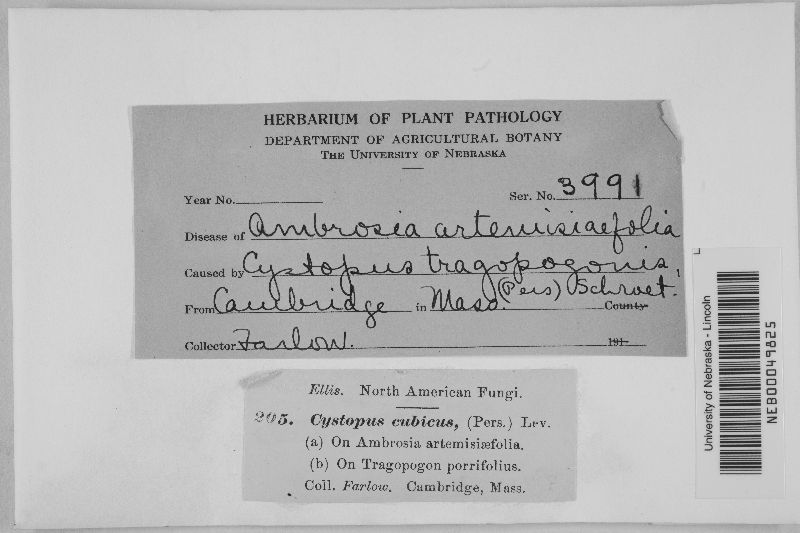 HERBARIUM OF PLANT PATHOLOGY
DEPARTMENT OF AGRICULTURAL BOTANY
THE UNIVERSITY OF NEBRASKA
Year No.
Ser. No. 3991
Disease of Ambrosia artemisiaefolia
Caused by Cystopus tragopogonis,
(Pers) Schroet.
From Cambridge in Mass. County
Collector Farlow. 191
Ellis. North American Fungi.
205. Cystopus cubicus, (Pers.) Lev.
(a) On Ambrosia artemisiæfolia.
(b) On Tragopogon porrifolius.
Coll. Farlow. Cambridge, Mass.
University of Nebraska - Lincoln
NEB00049825